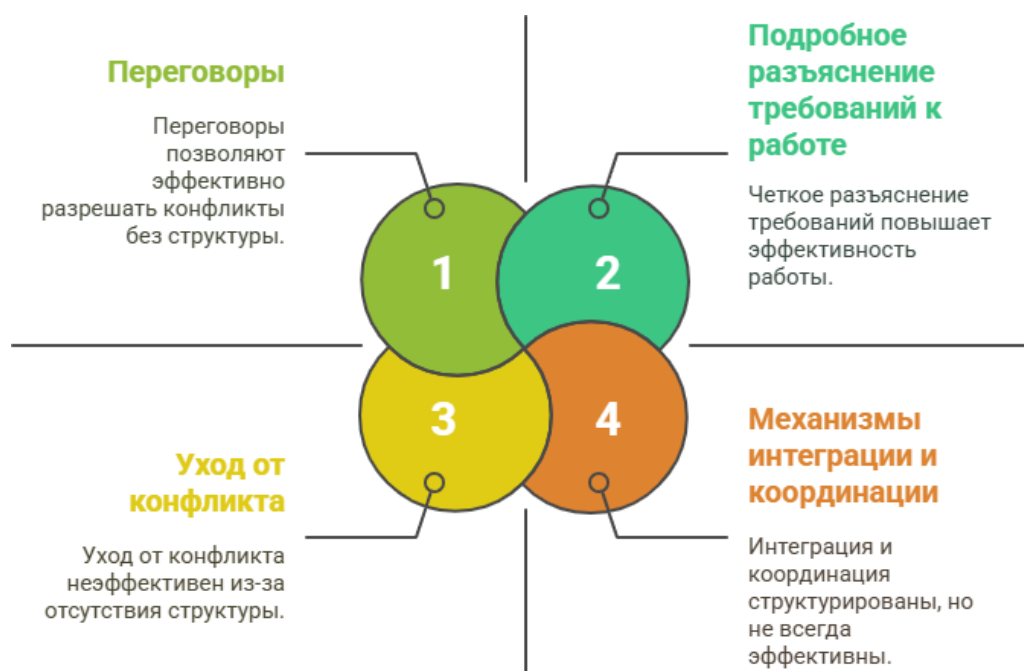 Переговоры
Переговоры
позволяют
эффективно
разрешать конфликты
без структуры.
Подробное
разъяснение
требований к
работе
Четкое разъяснение
требований повышает
эффективность
работы.
1
2
3
4
Уход от
конфликта
Уход от конфликта
неэффективен из-за
отсутствия структуры.
Механизмы
интеграции и
координации
Интеграция и
координация
структурированы, но
не всегда
эффективны.